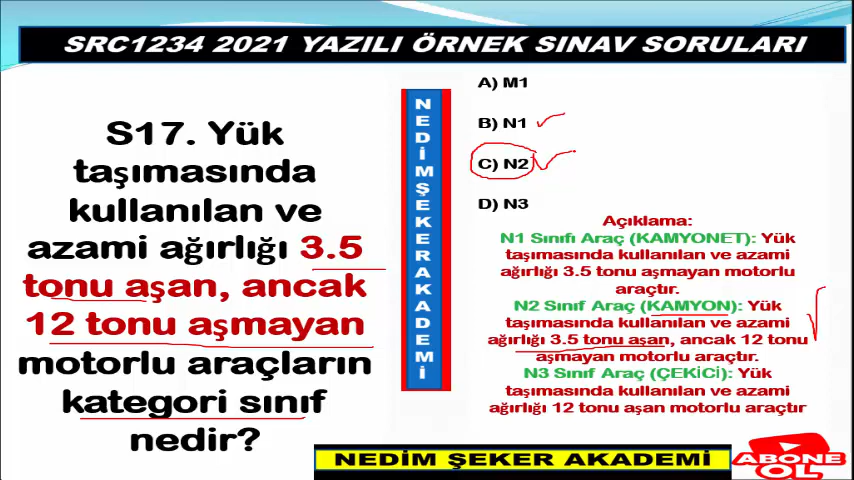 SRC1234 2021 YAZILI ÖRNEK SINAV SORULARI
S17. Yük
taşımasında
kullanılan ve
azami ağırlığı 3.5
tonu aşan, ancak
12 tonu aşmayan
motorlu araçların
kategori sınıf
nedir?
NEDİM ŞEKER AKADEMİ
A) M1
B) N1
C) N2
D) N3
Açıklama:
N1 Sınıfı Araç (KAMYONET): Yük
taşımasında kullanılan ve azami
ağırlığı 3.5 tonu aşmayan motorlu
araçtır.
N2 Sınıf Araç (KAMYON): Yük
taşımasında kullanılan ve azami
ağırlığı 3.5 tonu aşan, ancak 12 tonu
aşmayan motorlu araçtır.
N3 Sınıf Araç (ÇEKİCİ): Yük
taşımasında kullanılan ve azami
ağırlığı 12 tonu aşan motorlu araçtır
NEDİM ŞEKER AKADEMİ
ABONE
OL